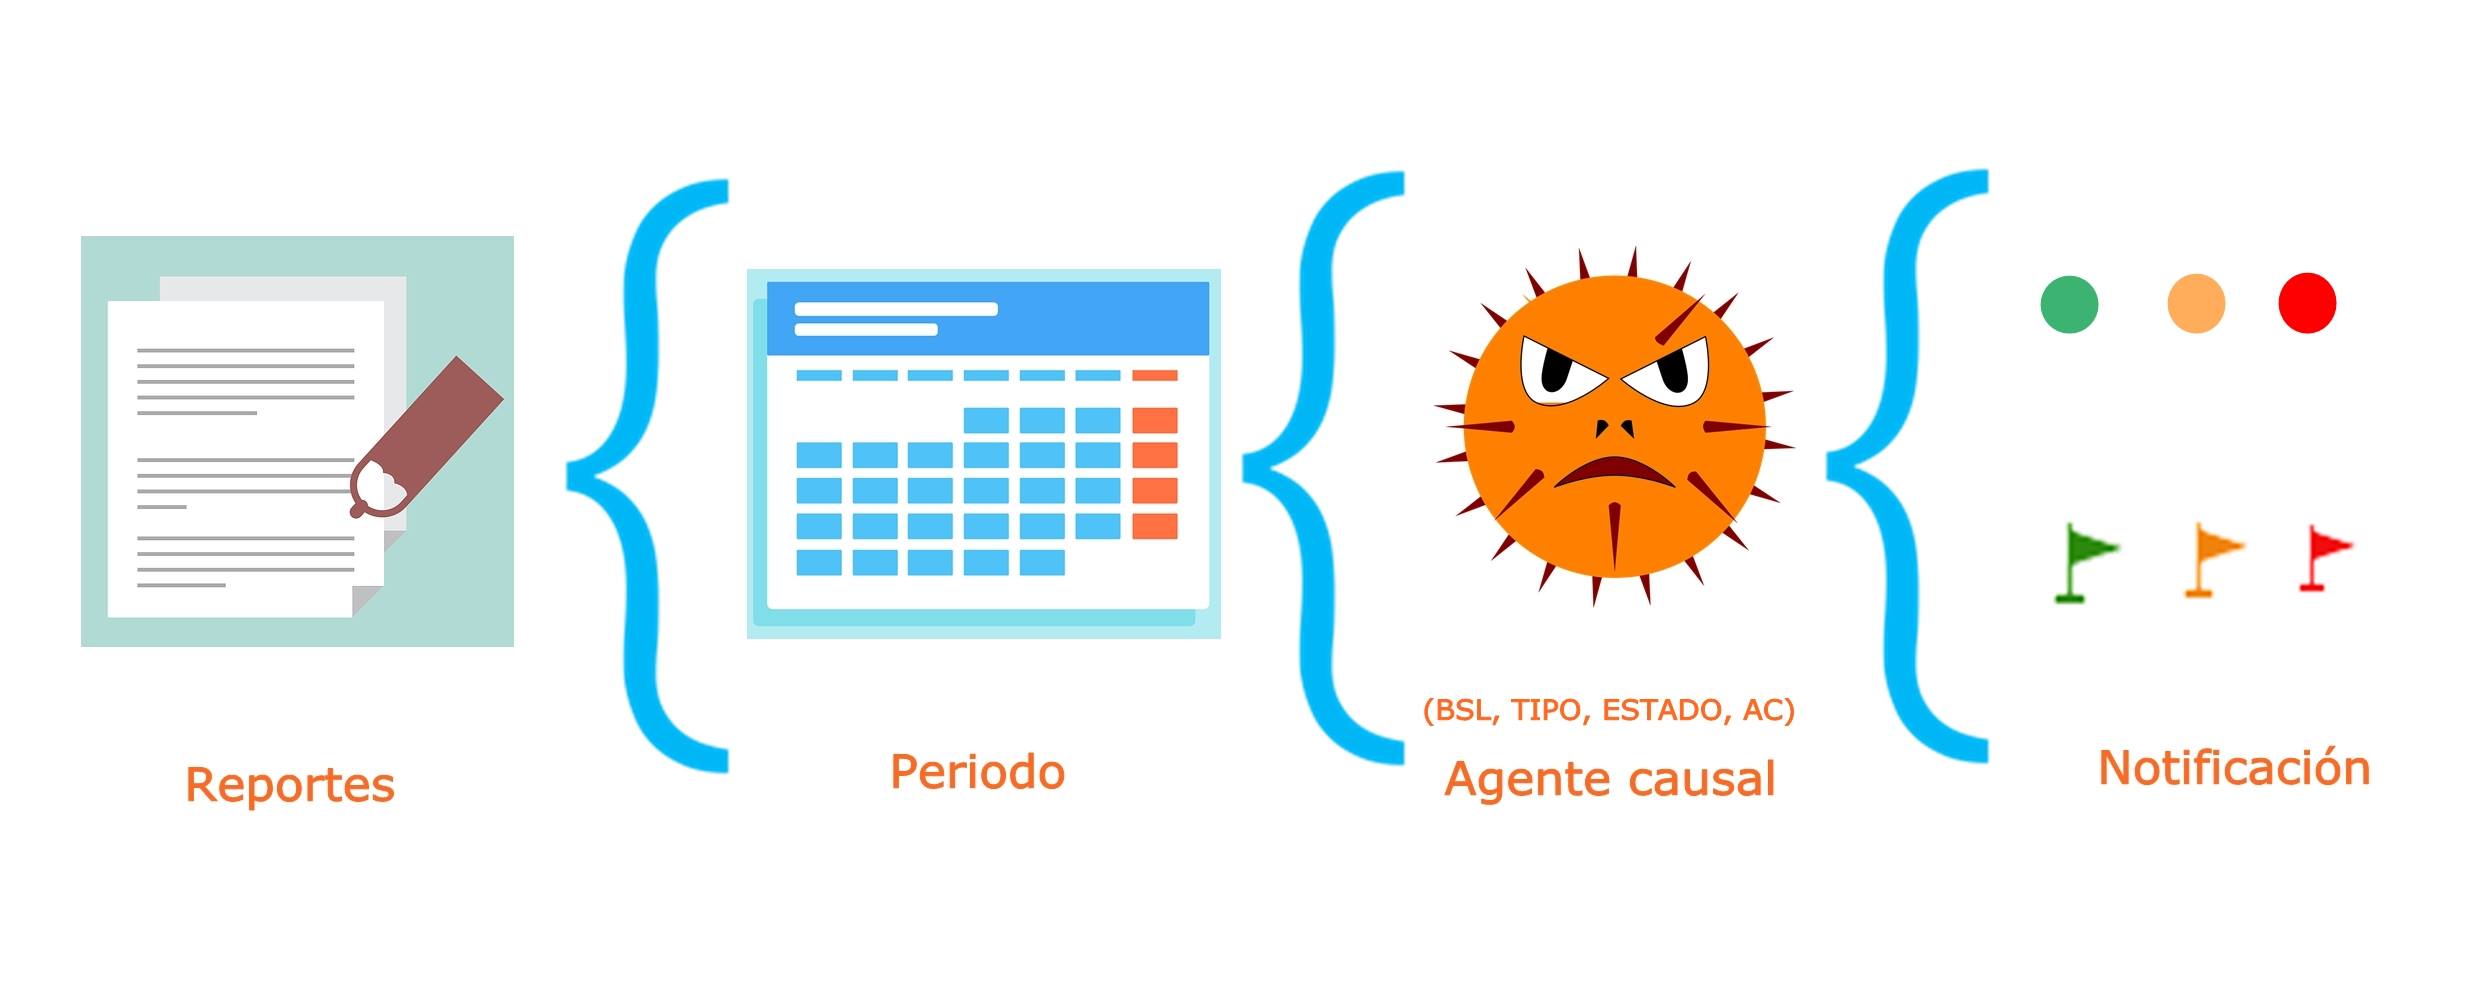 Reportes
Periodo
(BSL, TIPO, ESTADO, AC)
Agente causal
Notificación